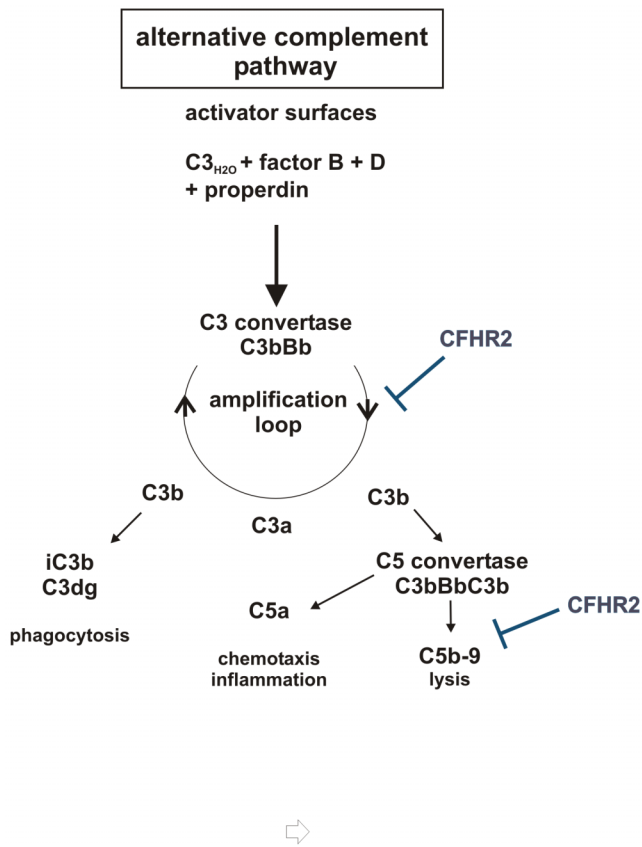 alternative complement
pathway
activator surfaces
C3H2O + factor B + D
+ properdin
C3 convertase
C3bBb
CFHR2
amplification
loop
C3b
C3b
C3a
iC3b
C3dg
C5 convertase
C3bBbC3b
CFHR2
C5a
phagocytosis
C5b-9
lysis
chemotaxis
inflammation